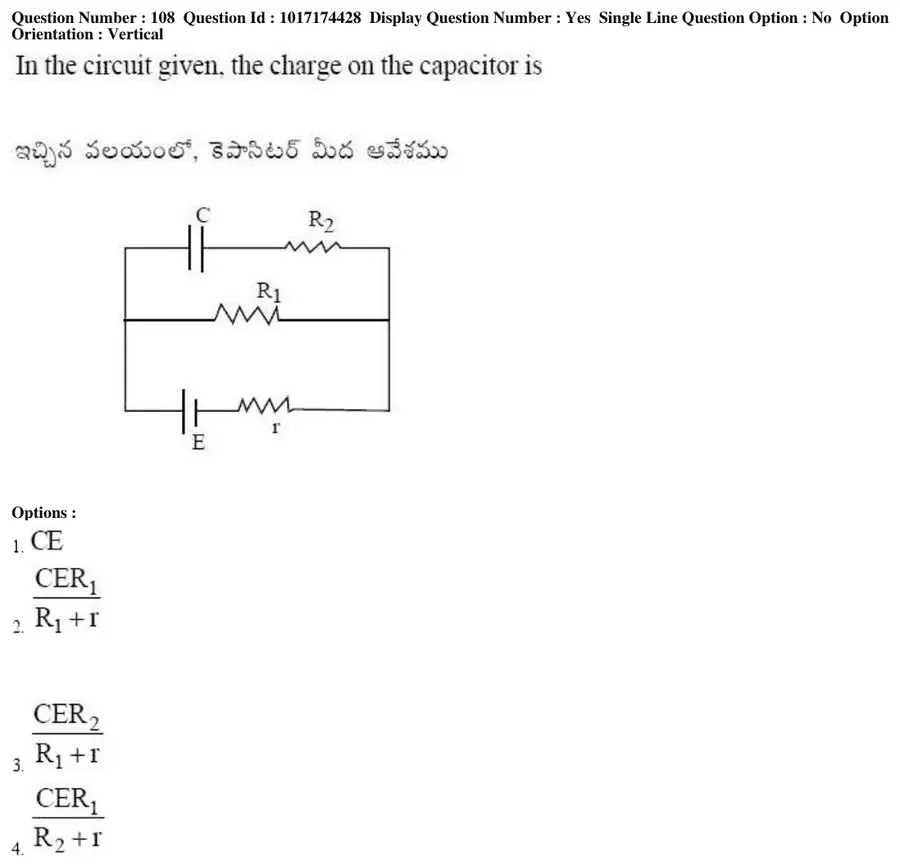 Question Number : 108 Question Id : 1017174428 Display Question Number : Yes Single Line Question Option : No Option
Orientation : Vertical
In the circuit given, the charge on the capacitor is
ఇచ్చిన వలయంలో, కెపాసిటర్ మీద ఆవేశము
C
R₂
R₁
r
E
Options :
1. CE
2. CER₁ / R₁ + r
3. CER₂ / R₁ + r
4. CER₁ / R₂ + r